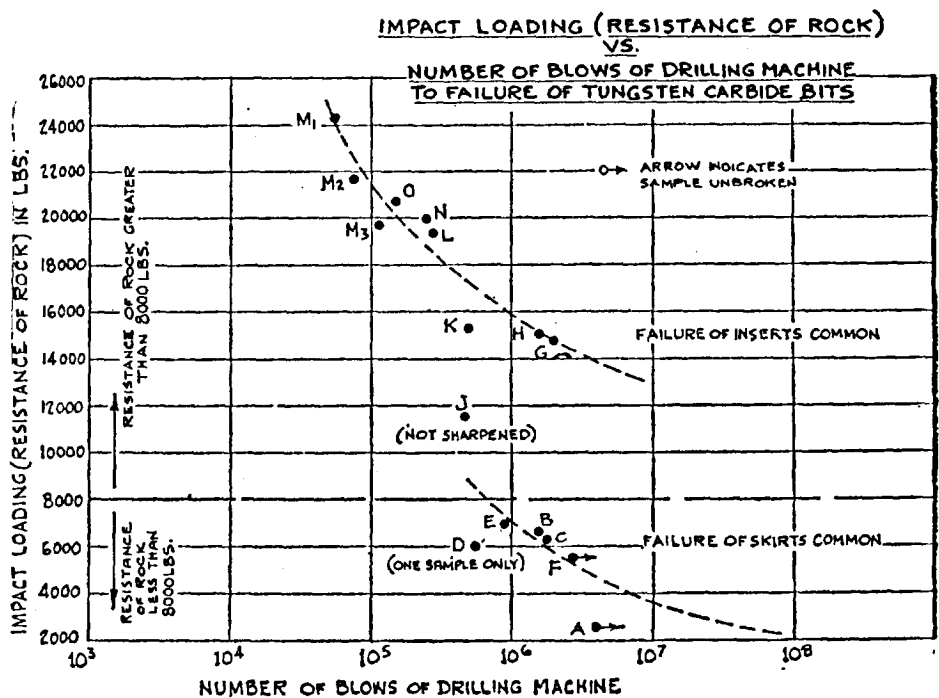 IMPACT LOADING (RESISTANCE OF ROCK)
VS.
NUMBER OF BLOWS OF DRILLING MACHINE
TO FAILURE OF TUNGSTEN CARBIDE BITS
IMPACT LOADING (RESISTANCE OF ROCK) IN LBS.
26000
24000
22000
20000
18000
16000
14000
12000
10000
8000
6000
4000
2000
RESISTANCE OF ROCK GREATER
THAN 8000 LBS.
RESISTANCE
OF ROCK
LESS THAN
8000 LBS.
M1
M2
O
N
M3
L
ARROW INDICATES
SAMPLE UNBROKEN
K
H
G
FAILURE OF INSERTS COMMON
J
(NOT SHARPENED)
E
B
C
D
(ONE SAMPLE ONLY)
F
FAILURE OF SKIRTS COMMON
A
10³
10⁴
10⁵
10⁶
10⁷
10⁸
NUMBER OF BLOWS OF DRILLING MACHINE